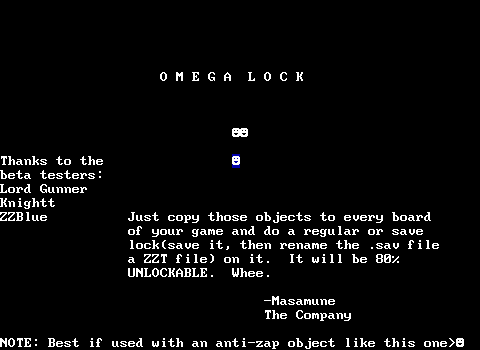 OMEGA LOCK
Thanks to the
beta testers:
Lord Gunner
Knightt
ZZBlue
Just copy those objects to every board
of your game and do a regular or save
lock(save it, then rename the .sav file
a ZZT file) on it.  It will be 80%
UNLOCKABLE.  Whee.
-Masamune
The Company
NOTE: Best if used with an anti-zap object like this one>